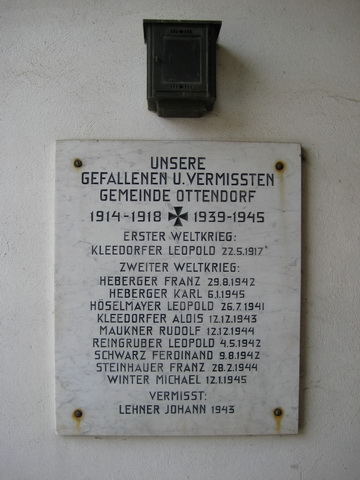 UNSERE
GEFALLENEN U. VERMISSTEN
GEMEINDE OTTENDORF
1914-1918 ✠ 1939-1945
ERSTER WELTKRIEG:
KLEEDORFER LEOPOLD 22.5.1917
ZWEITER WELTKRIEG:
HEBERGER FRANZ 29.8.1942
HEBERGER KARL 6.1.1945
HÖSELMAYER LEOPOLD 26.7.1941
KLEEDORFER ALOIS 12.12.1943
MAUKNER RUDOLF 12.12.1944
REINGRUBER LEOPOLD 4.5.1942
SCHWARZ FERDINAND 9.8.1942
STEINHAUER FRANZ 28.2.1944
WINTER MICHAEL 12.1.1945
VERMISST:
LEHNER JOHANN 1943